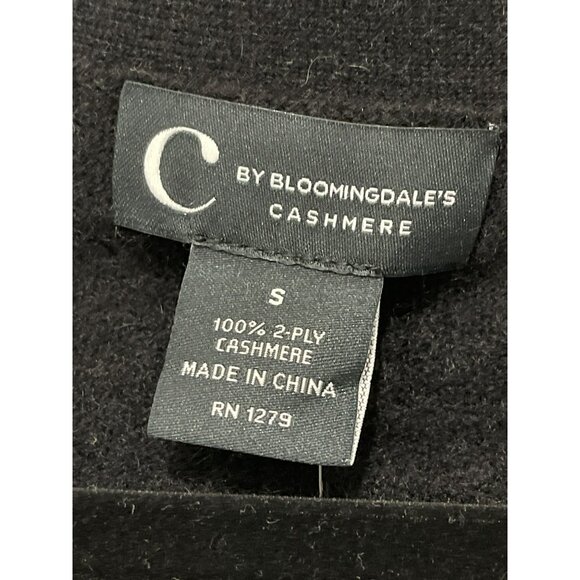 C
BY BLOOMINGDALE'S
CASHMERE
S
100% 2-PLY
CASHMERE
MADE IN CHINA
RN 1279